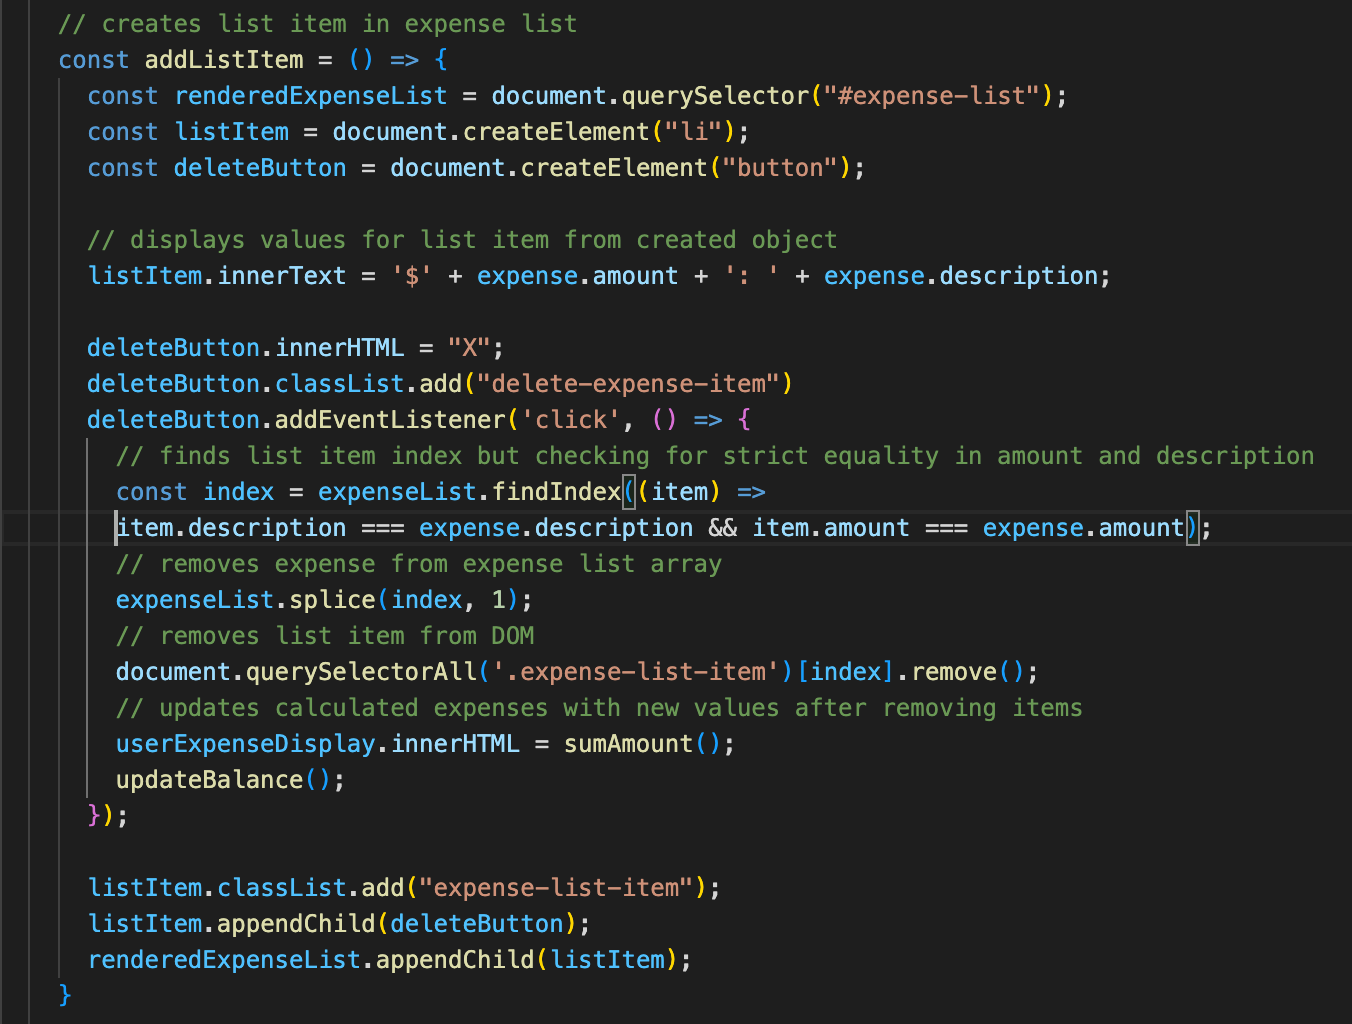 // creates list item in expense list
const addListItem = () => {
const renderedExpenseList = document.querySelector("#expense-list");
const listItem = document.createElement("li");
const deleteButton = document.createElement("button");
// displays values for list item from created object
listItem.innerText = '$' + expense.amount + ': ' + expense.description;
deleteButton.innerHTML = "X";
deleteButton.classList.add("delete-expense-item")
deleteButton.addEventListener('click', () => {
// finds list item index but checking for strict equality in amount and description
const index = expenseList.findIndex((item) =>
item.description === expense.description && item.amount === expense.amount);
// removes expense from expense list array
expenseList.splice(index, 1);
// removes list item from DOM
document.querySelectorAll('.expense-list-item')[index].remove();
// updates calculated expenses with new values after removing items
userExpenseDisplay.innerHTML = sumAmount();
updateBalance();
});
listItem.classList.add("expense-list-item");
listItem.appendChild(deleteButton);
renderedExpenseList.appendChild(listItem);
}